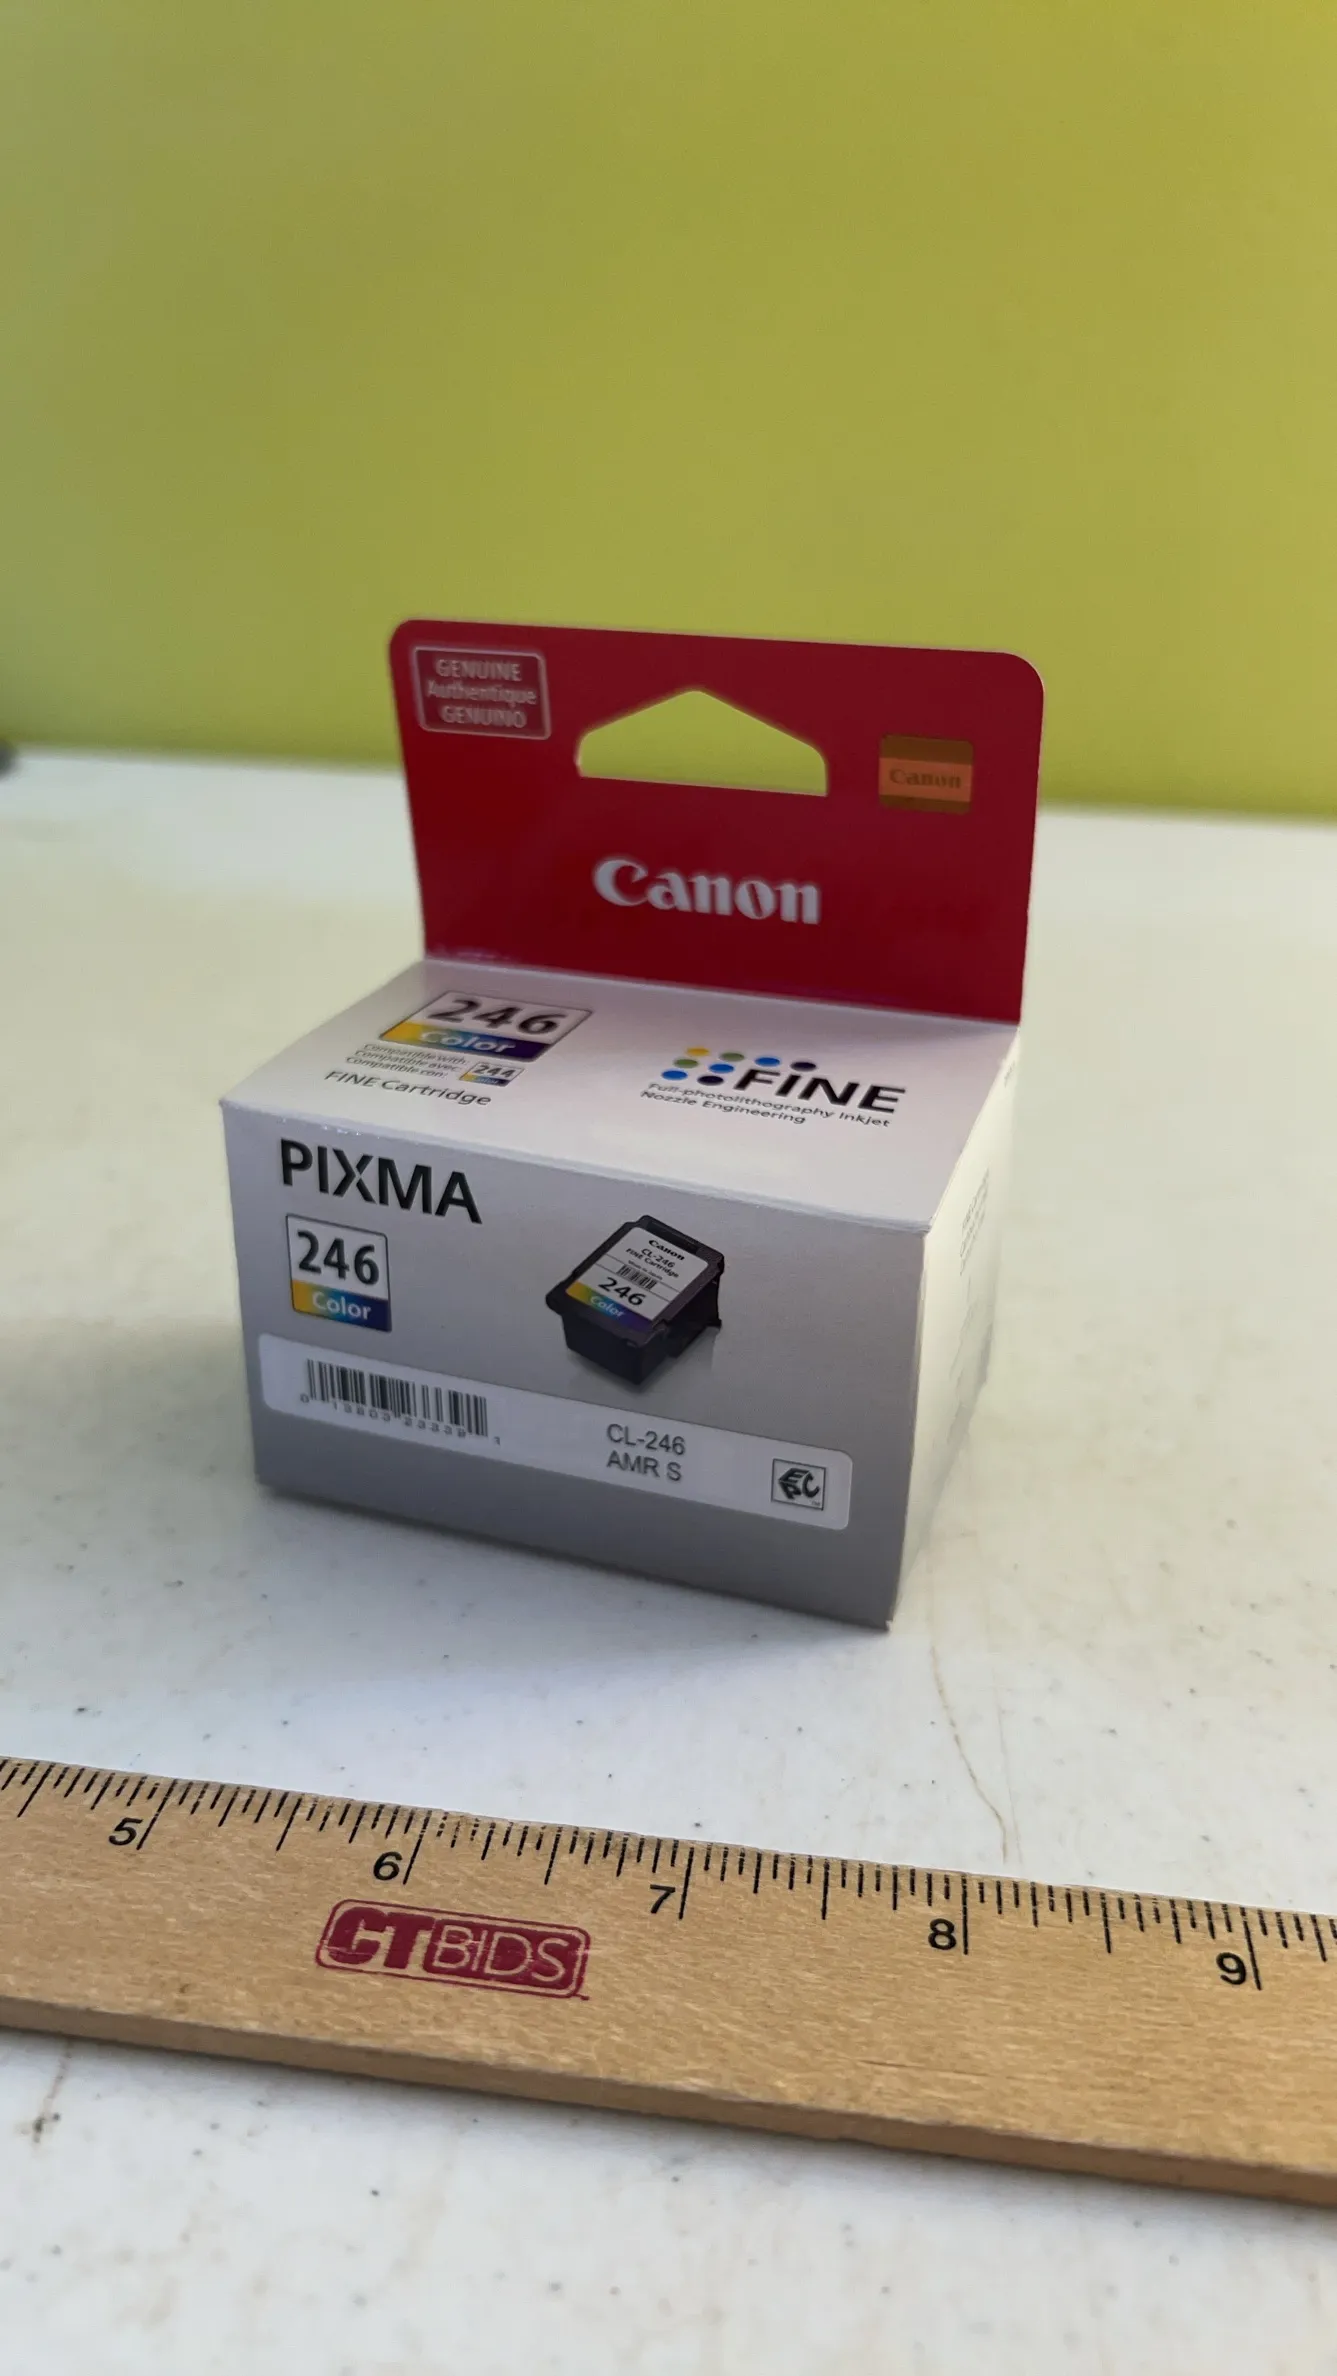 GENUINE
Authentique
GENUINO
Canon
Canon
246
Color
Compatible with:
Compatible avec:
Compatible con:
244
FINE Cartridge
FINE
Full-photolithography Inkjet
Nozzle Engineering
PIXMA
246
Color
Canon
CL-246
FINE Cartridge
246
Color
CL-246
AMR S
5
6
7
8
9
CTBIDS